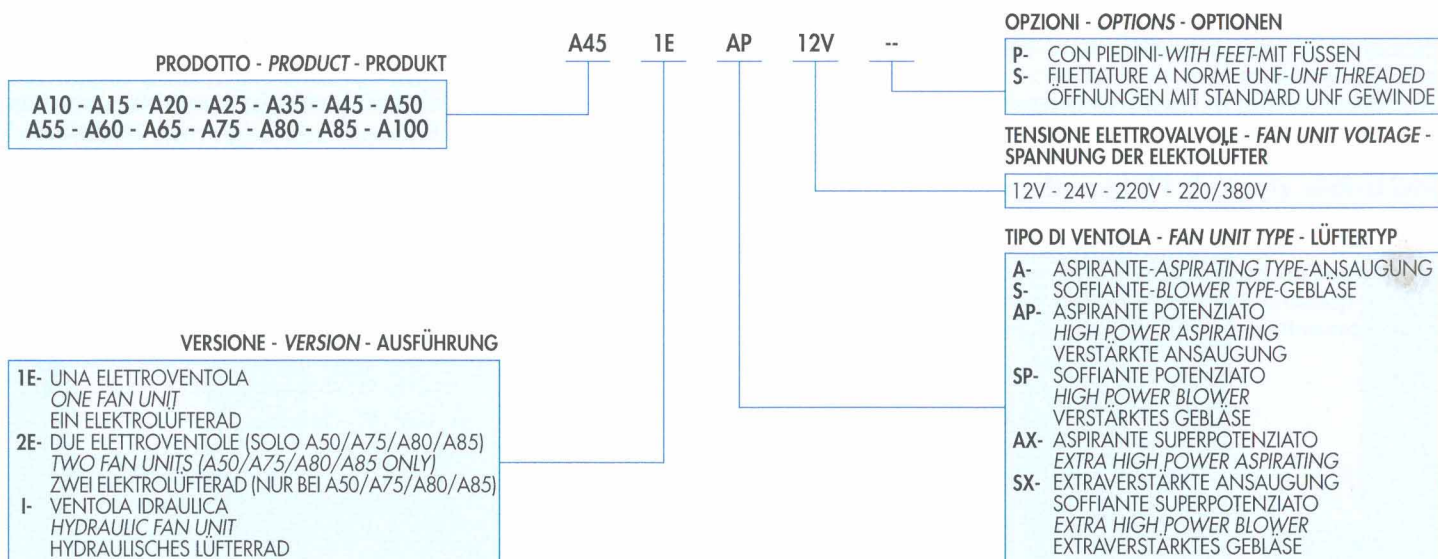 A45 1E AP 12V --
PRODOTTO - PRODUCT - PRODUKT
A10 - A15 - A20 - A25 - A35 - A45 - A50
A55 - A60 - A65 - A75 - A80 - A85 - A100
VERSIONE - VERSION - AUSFÜHRUNG
1E- UNA ELETTROVENTOLA
ONE FAN UNIT
EIN ELEKTROLÜFTERAD
2E- DUE ELETTROVENTOLE (SOLO A50/A75/A80/A85)
TWO FAN UNITS (A50/A75/A80/A85 ONLY)
ZWEI ELEKTROLÜFTERAD (NUR BEI A50/A75/A80/A85)
I- VENTOLA IDRAULICA
HYDRAULIC FAN UNIT
HYDRAULISCHES LÜFTERRAD
OPZIONI - OPTIONS - OPTIONEN
P- CON PIEDINI-WITH FEET-MIT FÜSSEN
S- FILETTATURE A NORME UNF-UNF THREADED
ÖFFNUNGEN MIT STANDARD UNF GEWINDE
TENSIONE ELETTROVALVOLE - FAN UNIT VOLTAGE -
SPANNUNG DER ELEKTOLÜFTER
12V - 24V - 220V - 220/380V
TIPO DI VENTOLA - FAN UNIT TYPE - LÜFTERTYP
A- ASPIRANTE-ASPIRATING TYPE-ANSAUGUNG
S- SOFFIANTE-BLOWER TYPE-GEBLÄSE
AP- ASPIRANTE POTENZIATO
HIGH POWER ASPIRATING
VERSTÄRKTE ANSAUGUNG
SP- SOFFIANTE POTENZIATO
HIGH POWER BLOWER
VERSTÄRKTES GEBLÄSE
AX- ASPIRANTE SUPERPOTENZIATO
EXTRA HIGH POWER ASPIRATING
SX- EXTRAVERSTÄRKTE ANSAUGUNG
SOFFIANTE SUPERPOTENZIATO
EXTRA HIGH POWER BLOWER
EXTRAVERSTÄRKTES GEBLÄSE